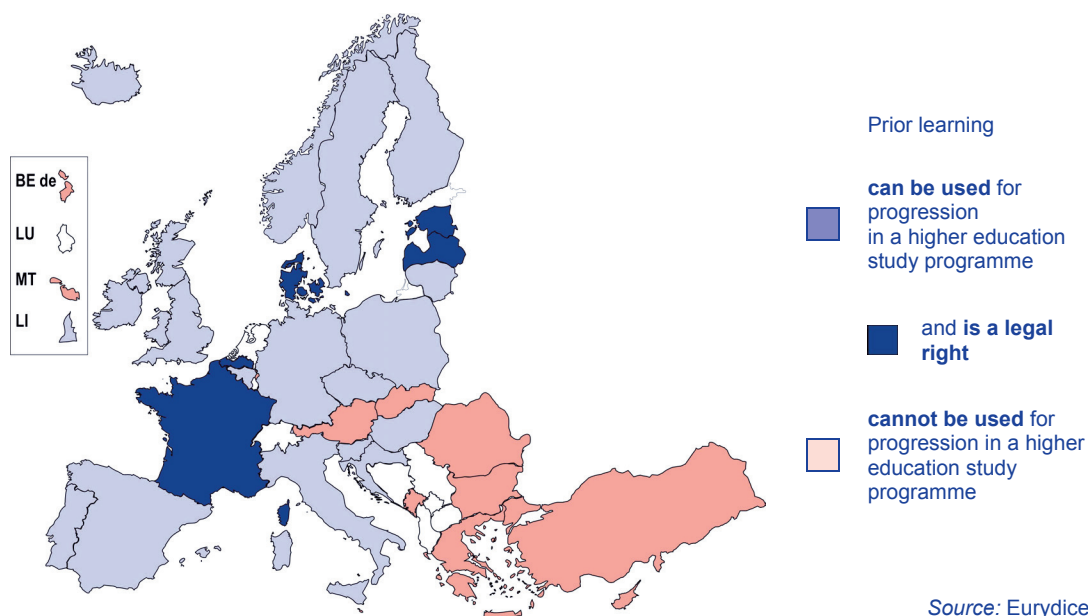 BE de
LU
MT
LI
Prior learning
can be used for
progression
in a higher education
study programme
and is a legal
right
cannot be used for
progression in a higher
education study
programme
Source: Eurydice